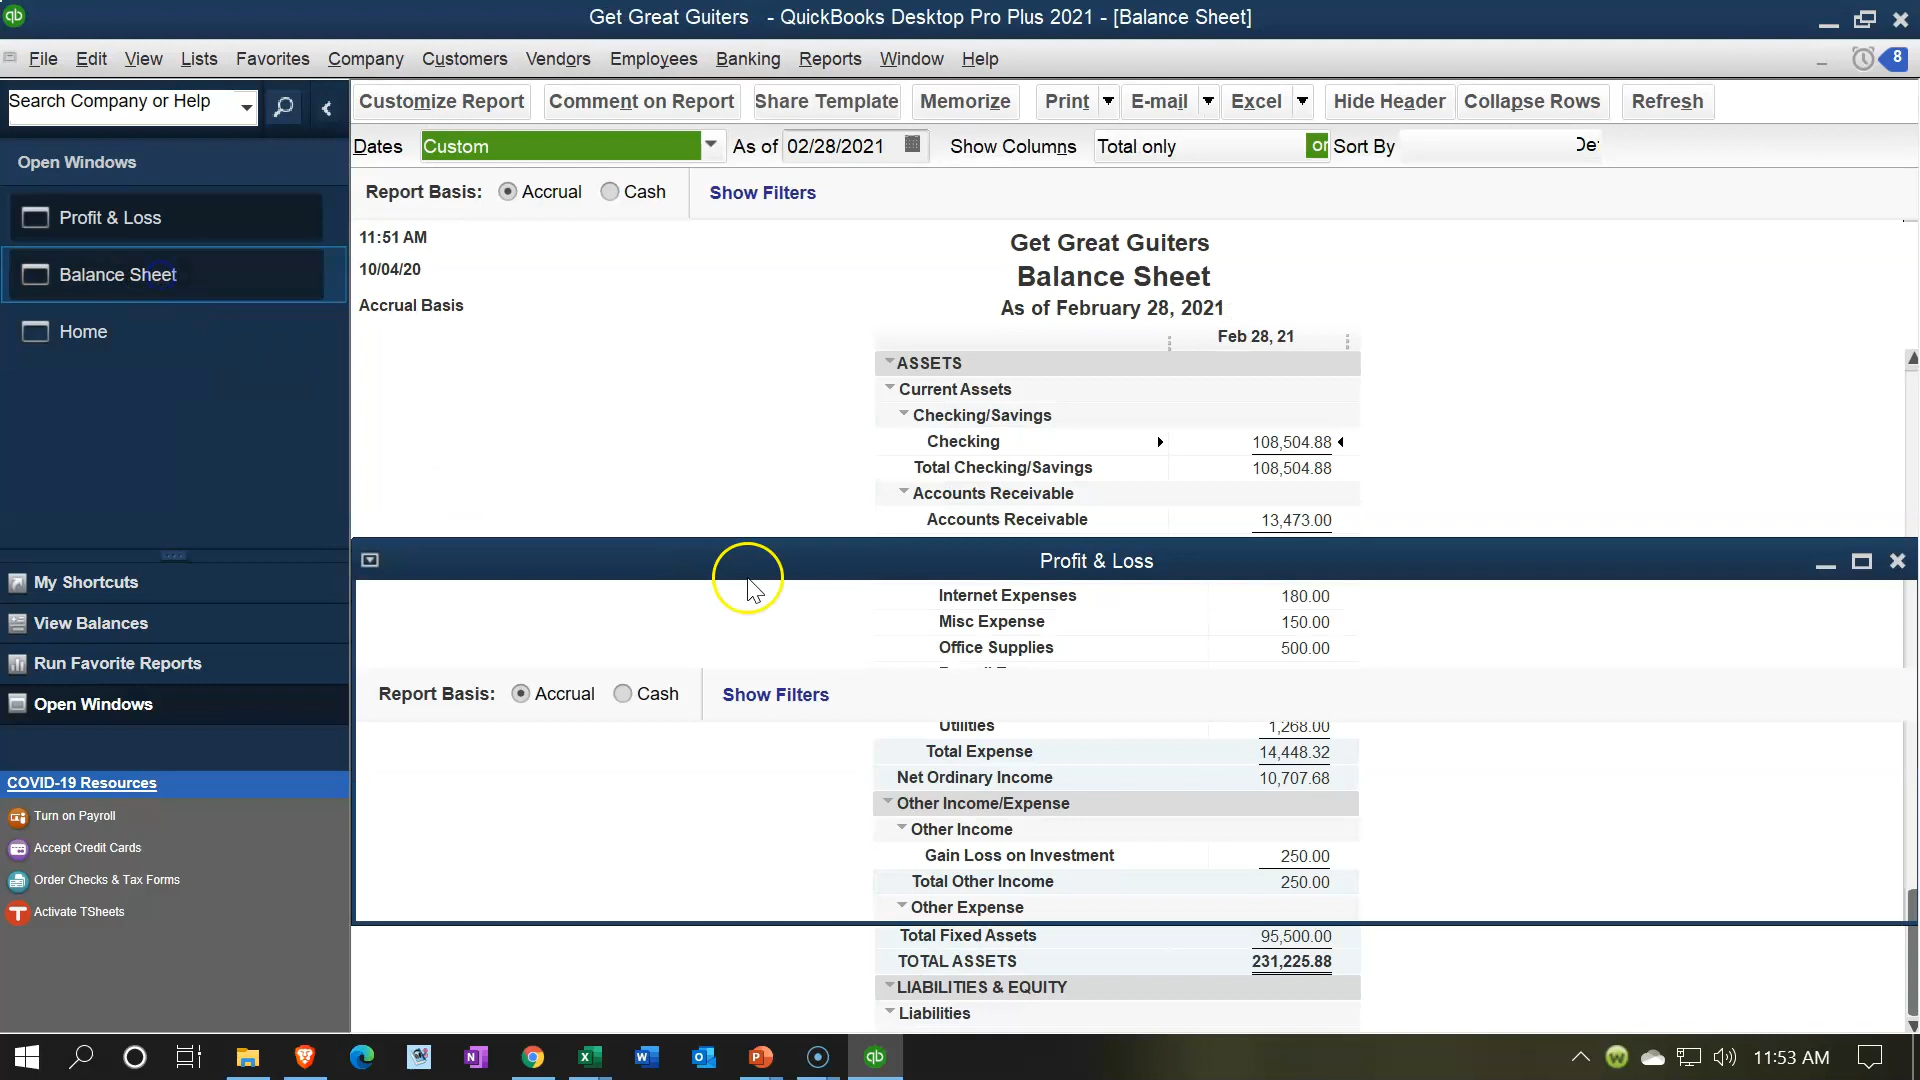 Get Great Guiters - QuickBooks Desktop Pro Plus 2021 - [Balance Sheet]
File Edit View Lists Favorites Company Customers Vendors Employees Banking Reports Window Help
8
Search Company or Help
Customize Report Comment on Report Share Template Memorize Print E-mail Excel Hide Header Collapse Rows Refresh
Dates Custom As of 02/28/2021 Show Columns Total only Sort By
Report Basis: Accrual Cash Show Filters
Open Windows
Profit & Loss
Balance Sheet
Home
My Shortcuts
View Balances
Run Favorite Reports
Open Windows
COVID-19 Resources
Turn on Payroll
Accept Credit Cards
Order Checks & Tax Forms
Activate TSheets
11:51 AM
10/04/20
Accrual Basis
Get Great Guiters
Balance Sheet
As of February 28, 2021
Feb 28, 21
ASSETS
Current Assets
Checking/Savings
Checking 108,504.88
Total Checking/Savings 108,504.88
Accounts Receivable
Accounts Receivable 13,473.00
Profit & Loss
Internet Expenses 180.00
Misc Expense 150.00
Office Supplies 500.00
Report Basis: Accrual Cash Show Filters
Utilities 1,268.00
Total Expense 14,448.32
Net Ordinary Income 10,707.68
Other Income/Expense
Other Income
Gain Loss on Investment 250.00
Total Other Income 250.00
Other Expense
Total Fixed Assets 95,500.00
TOTAL ASSETS 231,225.88
LIABILITIES & EQUITY
Liabilities
11:53 AM